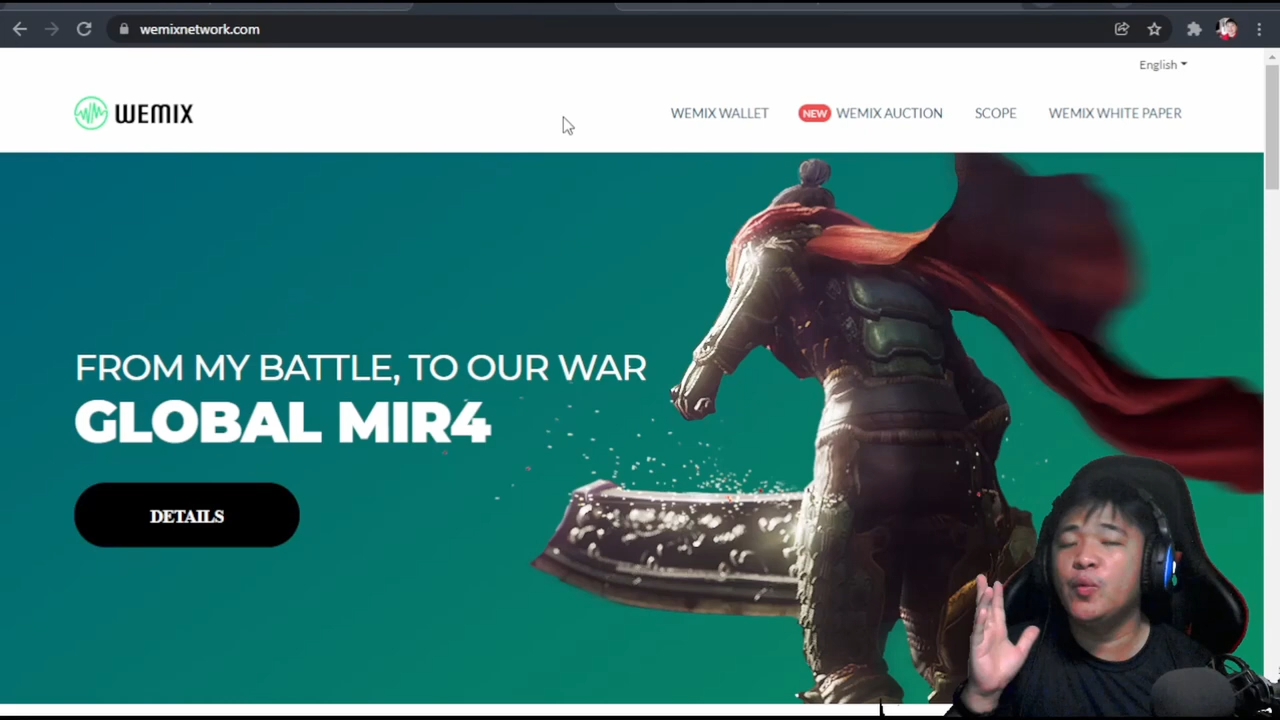 wemixnetwork.com
English
WEMIX
WEMIX WALLET
NEW WEMIX AUCTION
SCOPE
WEMIX WHITE PAPER
FROM MY BATTLE, TO OUR WAR
GLOBAL MIR4
DETAILS